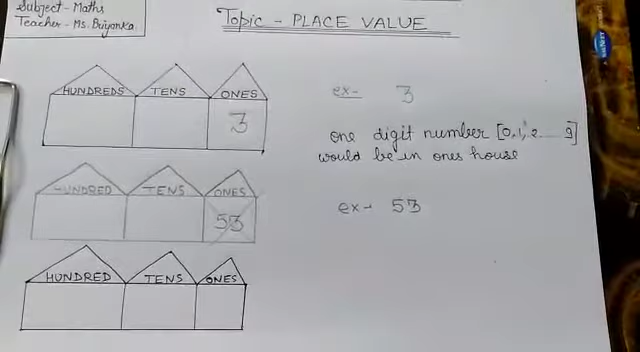 Subject - Maths
Teacher - Ms. Priyanka
Topic - PLACE VALUE
HUNDREDS TENS ONES
3
ex- 3
one digit number [0,1,2.... 9]
would be in ones house
HUNDRED TENS ONES
53
ex- 53
HUNDRED TENS ONES